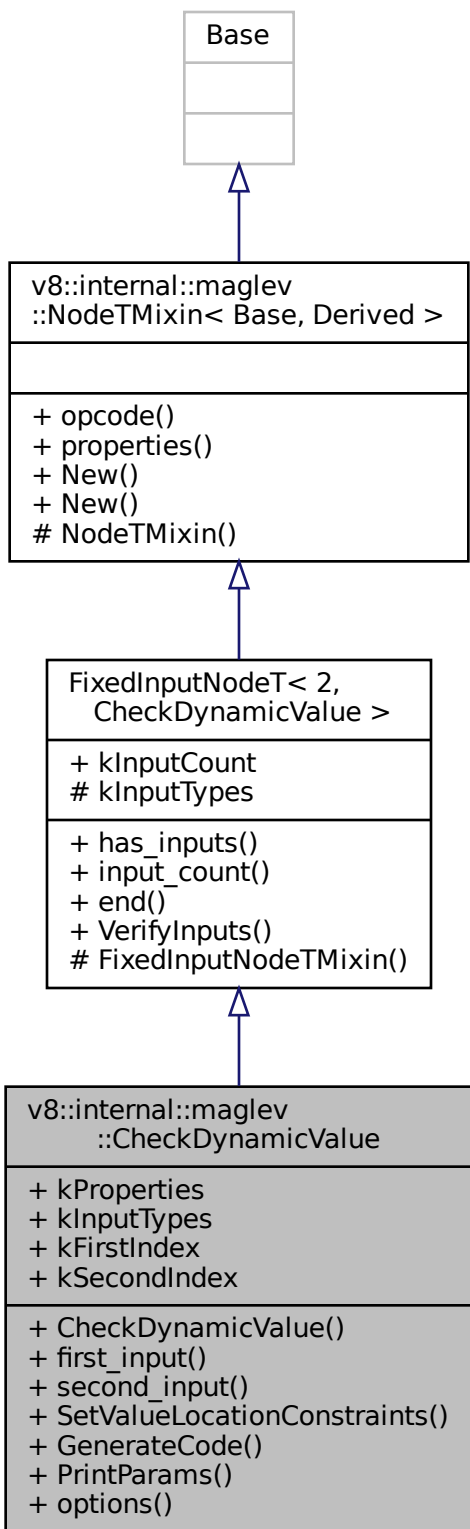 Base
v8::internal::maglev
::NodeTMixin< Base, Derived >
+ opcode()
+ properties()
+ New()
+ New()
# NodeTMixin()
FixedInputNodeT< 2,
CheckDynamicValue >
+ kInputCount
# kInputTypes
+ has_inputs()
+ input_count()
+ end()
+ VerifyInputs()
# FixedInputNodeTMixin()
v8::internal::maglev
::CheckDynamicValue
+ kProperties
+ kInputTypes
+ kFirstIndex
+ kSecondIndex
+ CheckDynamicValue()
+ first_input()
+ second_input()
+ SetValueLocationConstraints()
+ GenerateCode()
+ PrintParams()
+ options()